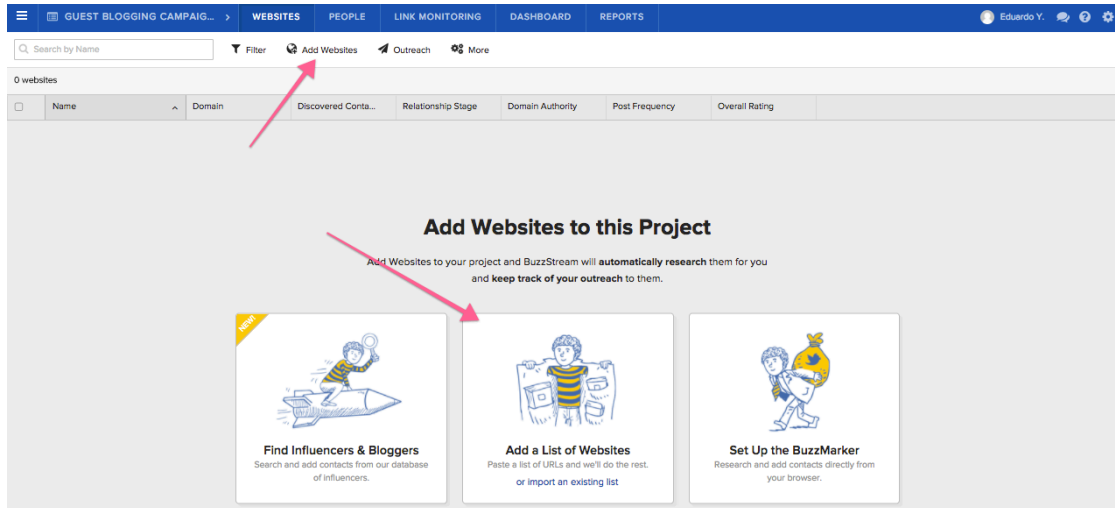 GUEST BLOGGING CAMPAIG... > WEBSITES PEOPLE LINK MONITORING DASHBOARD REPORTS Eduardo Y.
Search by Name Filter Add Websites Outreach More
0 websites
Name Domain Discovered Conta... Relationship Stage Domain Authority Post Frequency Overall Rating
Add Websites to this Project
Add Websites to your project and BuzzStream will automatically research them for you
and keep track of your outreach to them.
NEW!
Find Influencers & Bloggers
Search and add contacts from our database
of influencers.
Add a List of Websites
Paste a list of URLs and we'll do the rest.
or import an existing list
Set Up the BuzzMarker
Research and add contacts directly from
your browser.